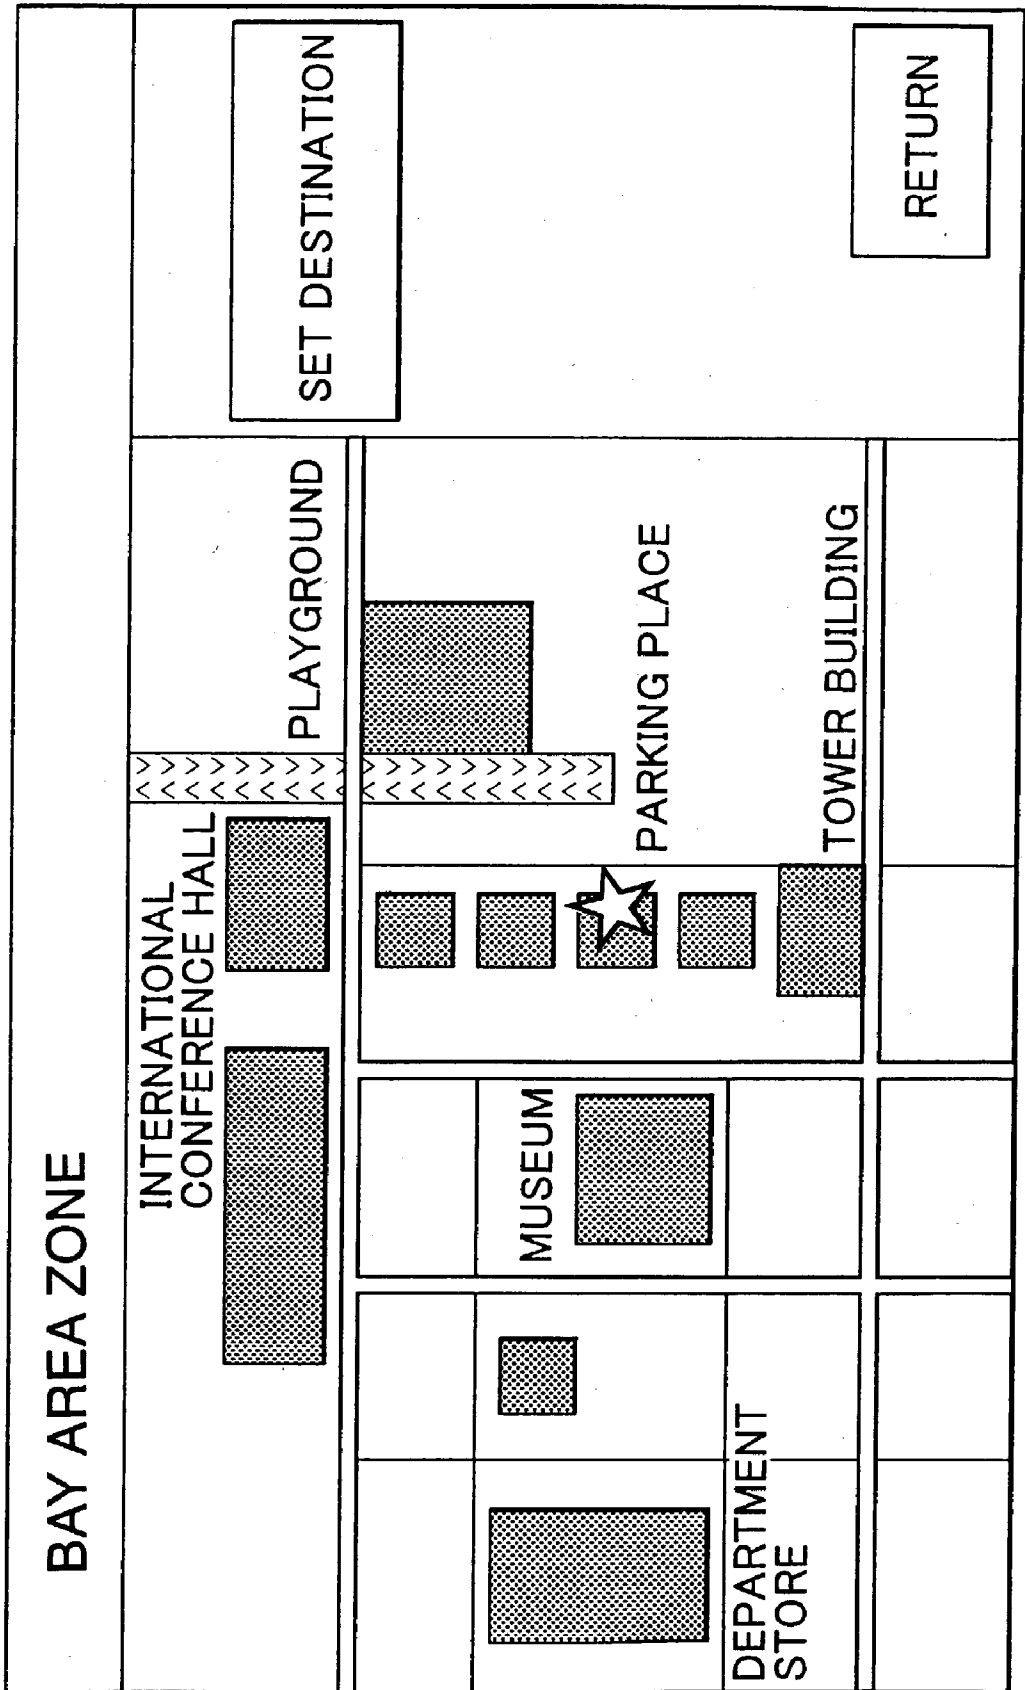 BAY AREA ZONE
INTERNATIONAL
CONFERENCE HALL
PLAYGROUND
SET DESTINATION
MUSEUM
PARKING PLACE
DEPARTMENT
STORE
TOWER BUILDING
RETURN